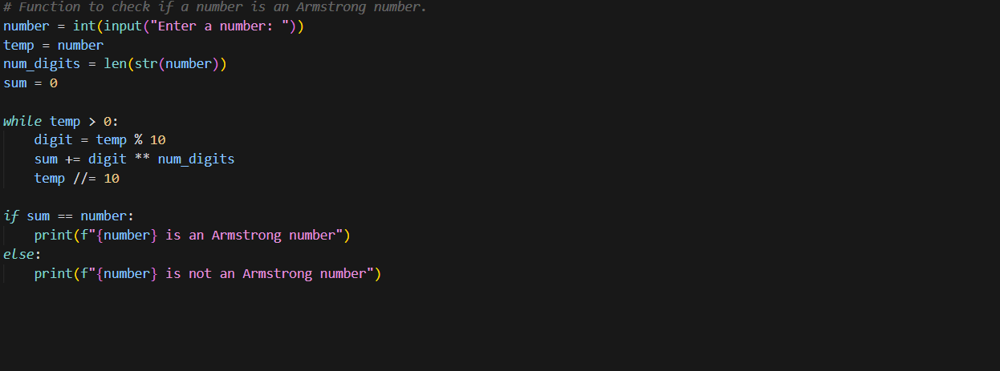 # Function to check if a number is an Armstrong number.
number = int(input("Enter a number: "))
temp = number
num_digits = len(str(number))
sum = 0

while temp > 0:
    digit = temp % 10
    sum += digit ** num_digits
    temp //= 10

if sum == number:
    print(f"{number} is an Armstrong number")
else:
    print(f"{number} is not an Armstrong number")